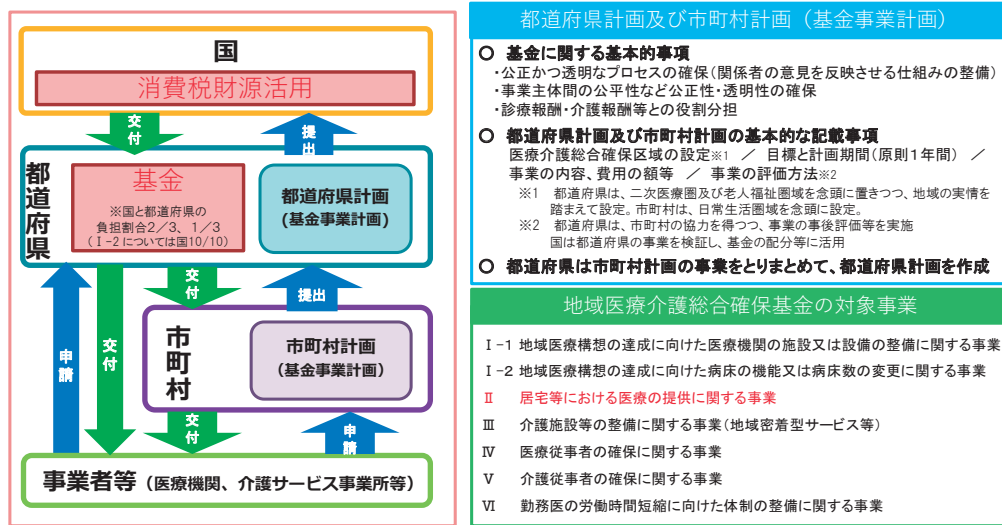 国
消費税財源活用
交付
提出
都道府県
基金
※国と都道府県の
負担割合2/3、1/3
(Ⅰ-2については国10/10)
都道府県計画
(基金事業計画)
申請
交付
交付
提出
市町村
市町村計画
(基金事業計画)
交付
申請
事業者等(医療機関、介護サービス事業所等)
都道府県計画及び市町村計画(基金事業計画)
○ 基金に関する基本的事項
・公正かつ透明なプロセスの確保(関係者の意見を反映させる仕組みの整備)
・事業主体間の公平性など公正性・透明性の確保
・診療報酬・介護報酬等との役割分担
○ 都道府県計画及び市町村計画の基本的な記載事項
医療介護総合確保区域の設定※1 / 目標と計画期間(原則1年間) /
事業の内容、費用の額等 / 事業の評価方法※2
※1 都道府県は、二次医療圏及び老人福祉圏域を念頭に置きつつ、地域の実情を
踏まえて設定。市町村は、日常生活圏域を念頭に設定。
※2 都道府県は、市町村の協力を得つつ、事業の事後評価等を実施
国は都道府県の事業を検証し、基金の配分等に活用
○ 都道府県は市町村計画の事業をとりまとめて、都道府県計画を作成
地域医療介護総合確保基金の対象事業
Ⅰ-1 地域医療構想の達成に向けた医療機関の施設又は設備の整備に関する事業
Ⅰ-2 地域医療構想の達成に向けた病床の機能又は病床数の変更に関する事業
Ⅱ 居宅等における医療の提供に関する事業
Ⅲ 介護施設等の整備に関する事業(地域密着型サービス等)
Ⅳ 医療従事者の確保に関する事業
Ⅴ 介護従事者の確保に関する事業
Ⅵ 勤務医の労働時間短縮に向けた体制の整備に関する事業